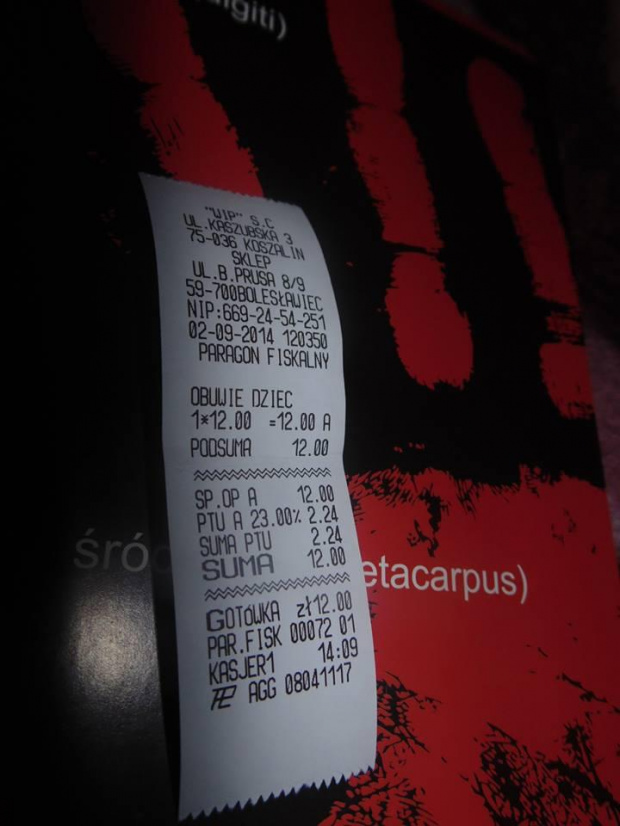 digiti)
"WIP" S.C
UL.KASZUBSKA 3
75-036 KOSZALIN
SKLEP
UL.B.PRUSA 8/9
59-700BOLESŁAWIEC
NIP:669-24-54-251
02-09-2014 120350
PARAGON FISKALNY
OBUWIE DZIEC
1*12.00 =12.00 A
PODSUMA 12.00
SP.OP A 12.00
PTU A 23.00% 2.24
SUMA PTU 2.24
SUMA 12.00
GOTÓWKA zł12.00
PAR.FISK 00072 01
KASJER1 14:09
AGG 08041117
śród
etacarpus)